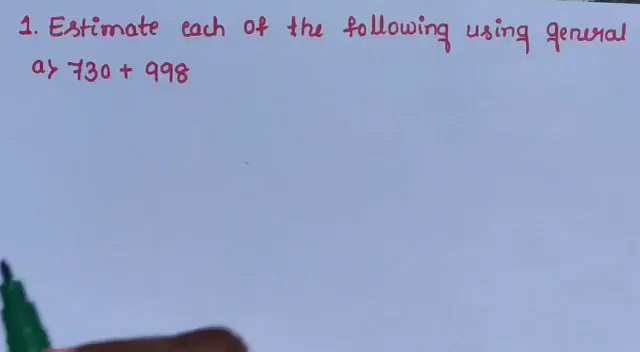 1. Estimate each of the following using general
a) 730 + 998